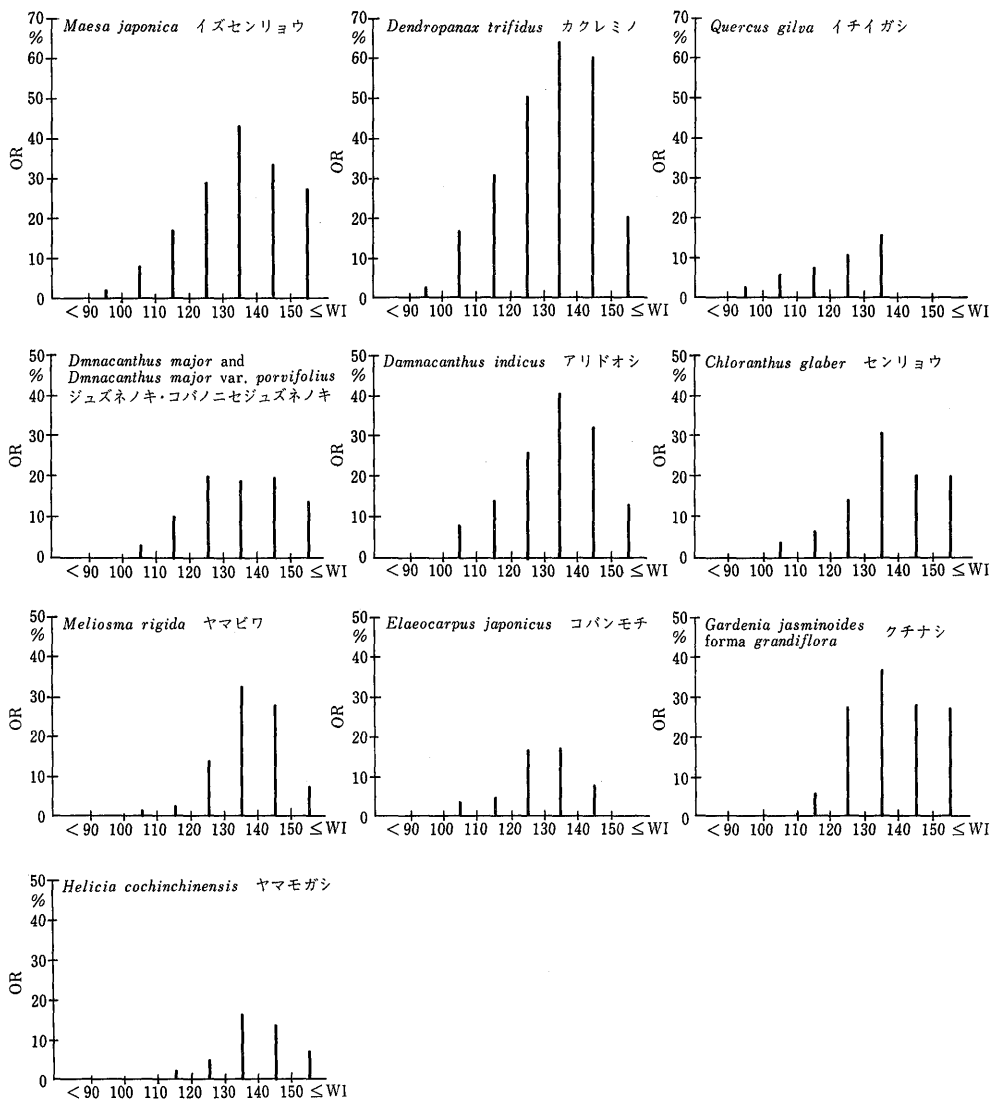 70
%
60
50
40
30
20
10
0
OR
Maesa japonica イズセンリョウ
<90 100 110 120 130 140 150 ≤WI
70
%
60
50
40
30
20
10
0
OR
Dendropanax trifidus カクレミノ
<90 100 110 120 130 140 150 ≤WI
70
%
60
50
40
30
20
10
0
OR
Quercus gilva イチイガシ
<90 100 110 120 130 140 150 ≤WI
50
%
40
30
20
10
0
OR
Dmnacanthus major and
Dmnacanthus major var. porvifolius
ジュズネノキ・コバノニセジュズネノキ
<90 100 110 120 130 140 150 ≤WI
50
%
40
30
20
10
0
OR
Damnacanthus indicus アリドオシ
<90 100 110 120 130 140 150 ≤WI
50
%
40
30
20
10
0
OR
Chloranthus glaber センリョウ
<90 100 110 120 130 140 150 ≤WI
50
%
40
30
20
10
0
OR
Meliosma rigida ヤマビワ
<90 100 110 120 130 140 150 ≤WI
50
%
40
30
20
10
0
OR
Elaeocarpus japonicus コバンモチ
<90 100 110 120 130 140 150 ≤WI
50
%
40
30
20
10
0
OR
Gardenia jasminoides クチナシ
forma grandiflora
<90 100 110 120 130 140 150 ≤WI
50
%
40
30
20
10
0
OR
Helicia cochinchinensis ヤマモガシ
<90 100 110 120 130 140 150 ≤WI